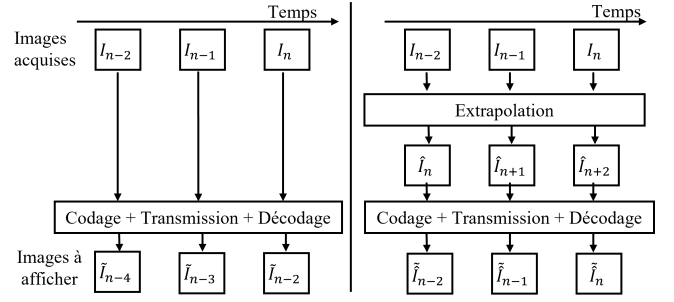 Temps
Images
acquises
I_{n−2} I_{n−1} I_n
Codage + Transmission + Décodage
Images à
afficher
Ĩ_{n−4} Ĩ_{n−3} Ĩ_{n−2}
Temps
I_{n−2} I_{n−1} I_n
Extrapolation
Î_n Î_{n+1} Î_{n+2}
Codage + Transmission + Décodage
Î̃_{n−2} Î̃_{n−1} Î̃_n